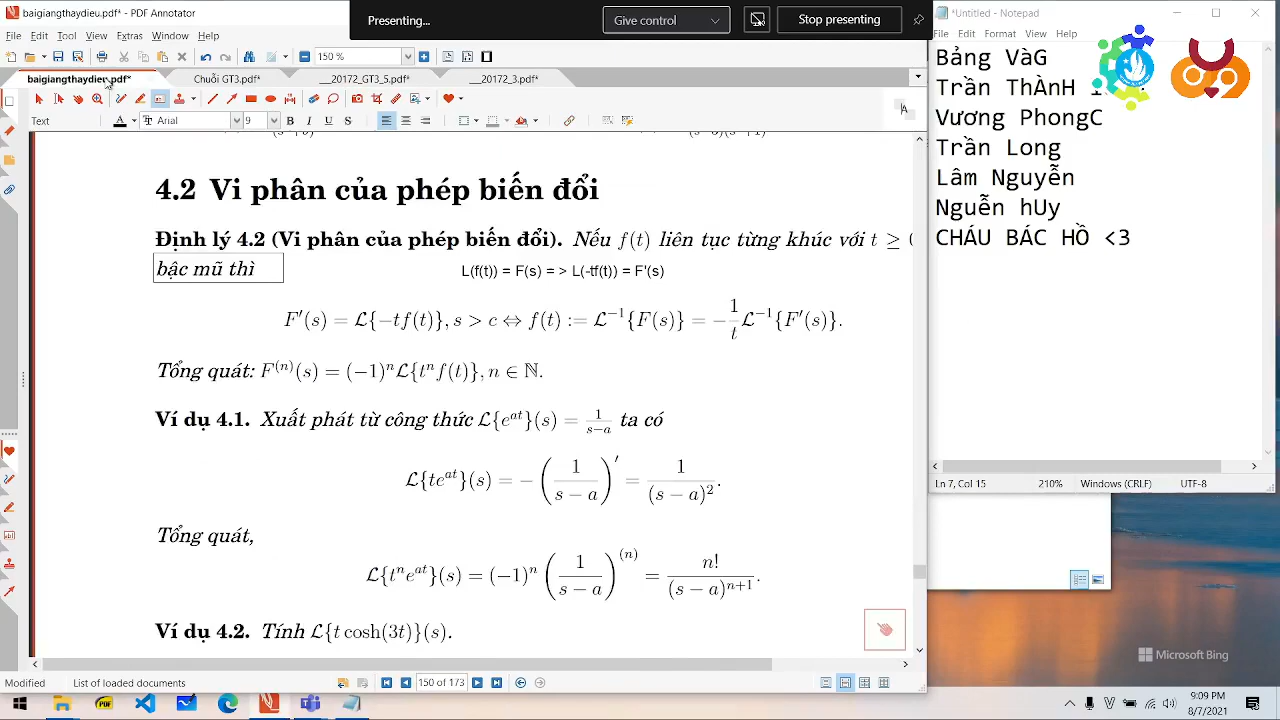 baigiangthaydieu.pdf* - PDF Annotator
Presenting...
Give control
Stop presenting
*Untitled - Notepad
File Edit Tools View Extras Window Help
File Edit Format View Help
150 %
baigiangthaydieu.pdf* Chuỗi GT3.pdf* __20172_GT3_5.pdf* __20172_3.pdf*
Text Arial 9 B I U S
4.2 Vi phân của phép biến đổi
Định lý 4.2 (Vi phân của phép biến đổi). Nếu f(t) liên tục từng khúc với t ≥
bậc mũ thì
L(f(t)) = F(s) = > L(-tf(t) = F'(s)
F′(s) = ℒ{−tf(t)}, s > c ⇔ f(t) := ℒ⁻¹{F(s)} = −1/t ℒ⁻¹{F′(s)}.
Tổng quát: F⁽ⁿ⁾(s) = (−1)ⁿℒ{tⁿf(t)}, n ∈ ℕ.
Ví dụ 4.1. Xuất phát từ công thức ℒ{eᵃᵗ}(s) = 1/(s−a) ta có
ℒ{teᵃᵗ}(s) = −(1/(s − a))′ = 1/(s − a)².
Tổng quát,
ℒ{tⁿeᵃᵗ}(s) = (−1)ⁿ (1/(s − a))⁽ⁿ⁾ = n!/(s − a)ⁿ⁺¹.
Ví dụ 4.2. Tính ℒ{t cosh(3t)}(s).
Bảng VàG
Trần ThÀnH
Vương PhongC
Trần Long
Lâm Nguyễn
Nguễn hUy
CHÁU BÁC HỒ <3
Ln 7, Col 15 210% Windows (CRLF) UTF-8
Microsoft Bing
Modified List of loaded documents 150 of 173
9:09 PM
8/7/2021